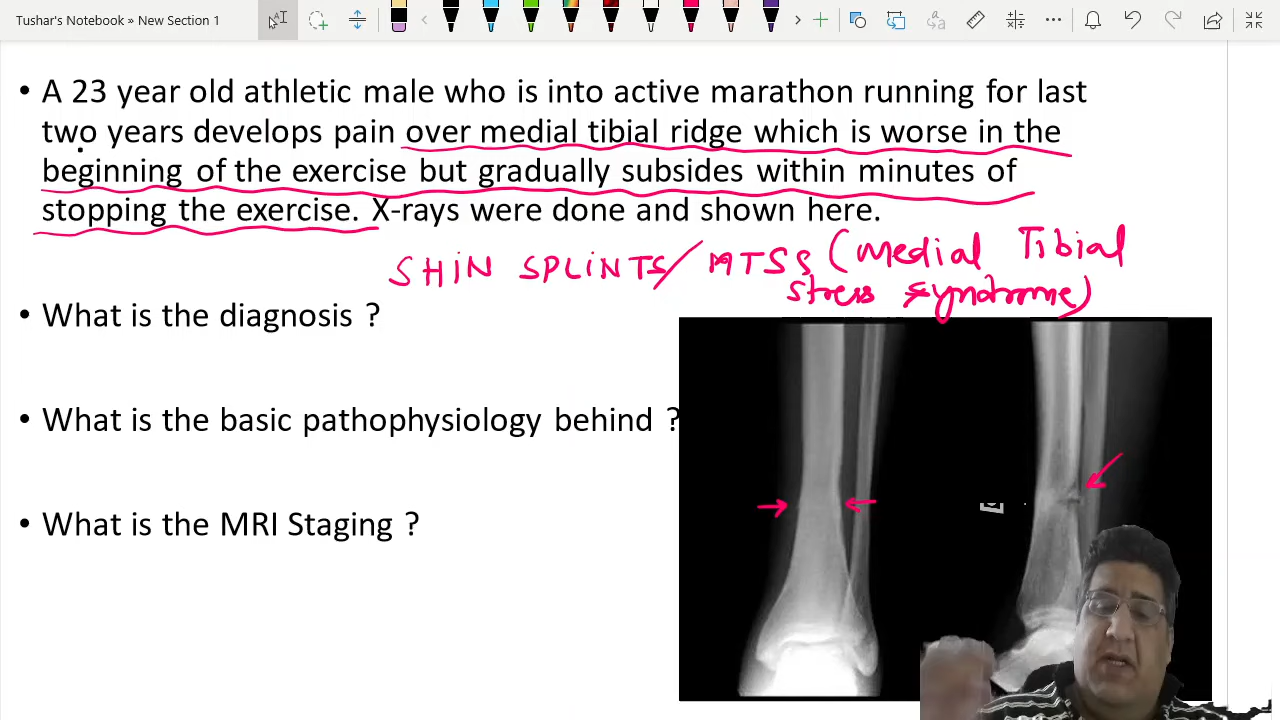 Tushar's Notebook » New Section 1
• A 23 year old athletic male who is into active marathon running for last
two years develops pain over medial tibial ridge which is worse in the
beginning of the exercise but gradually subsides within minutes of
stopping the exercise. X-rays were done and shown here.
SHIN SPLINTS/ MTSS (Medial Tibial
stress syndrome)
• What is the diagnosis ?
• What is the basic pathophysiology behind ?
• What is the MRI Staging ?